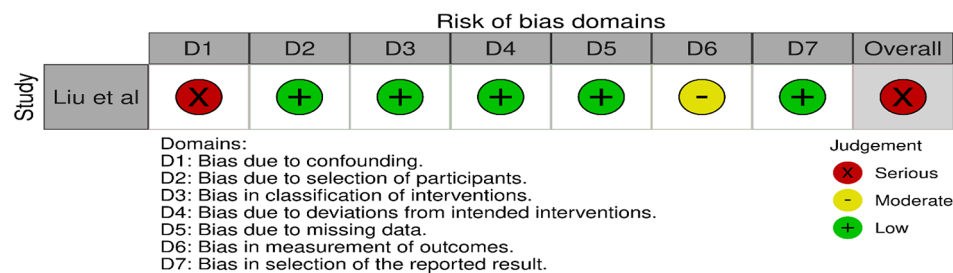 Risk of bias domains
D1 D2 D3 D4 D5 D6 D7 Overall
Study
Liu et al X + + + + - + X
Domains:
D1: Bias due to confounding.
D2: Bias due to selection of participants.
D3: Bias in classification of interventions.
D4: Bias due to deviations from intended interventions.
D5: Bias due to missing data.
D6: Bias in measurement of outcomes.
D7: Bias in selection of the reported result.
Judgement
X Serious
- Moderate
+ Low